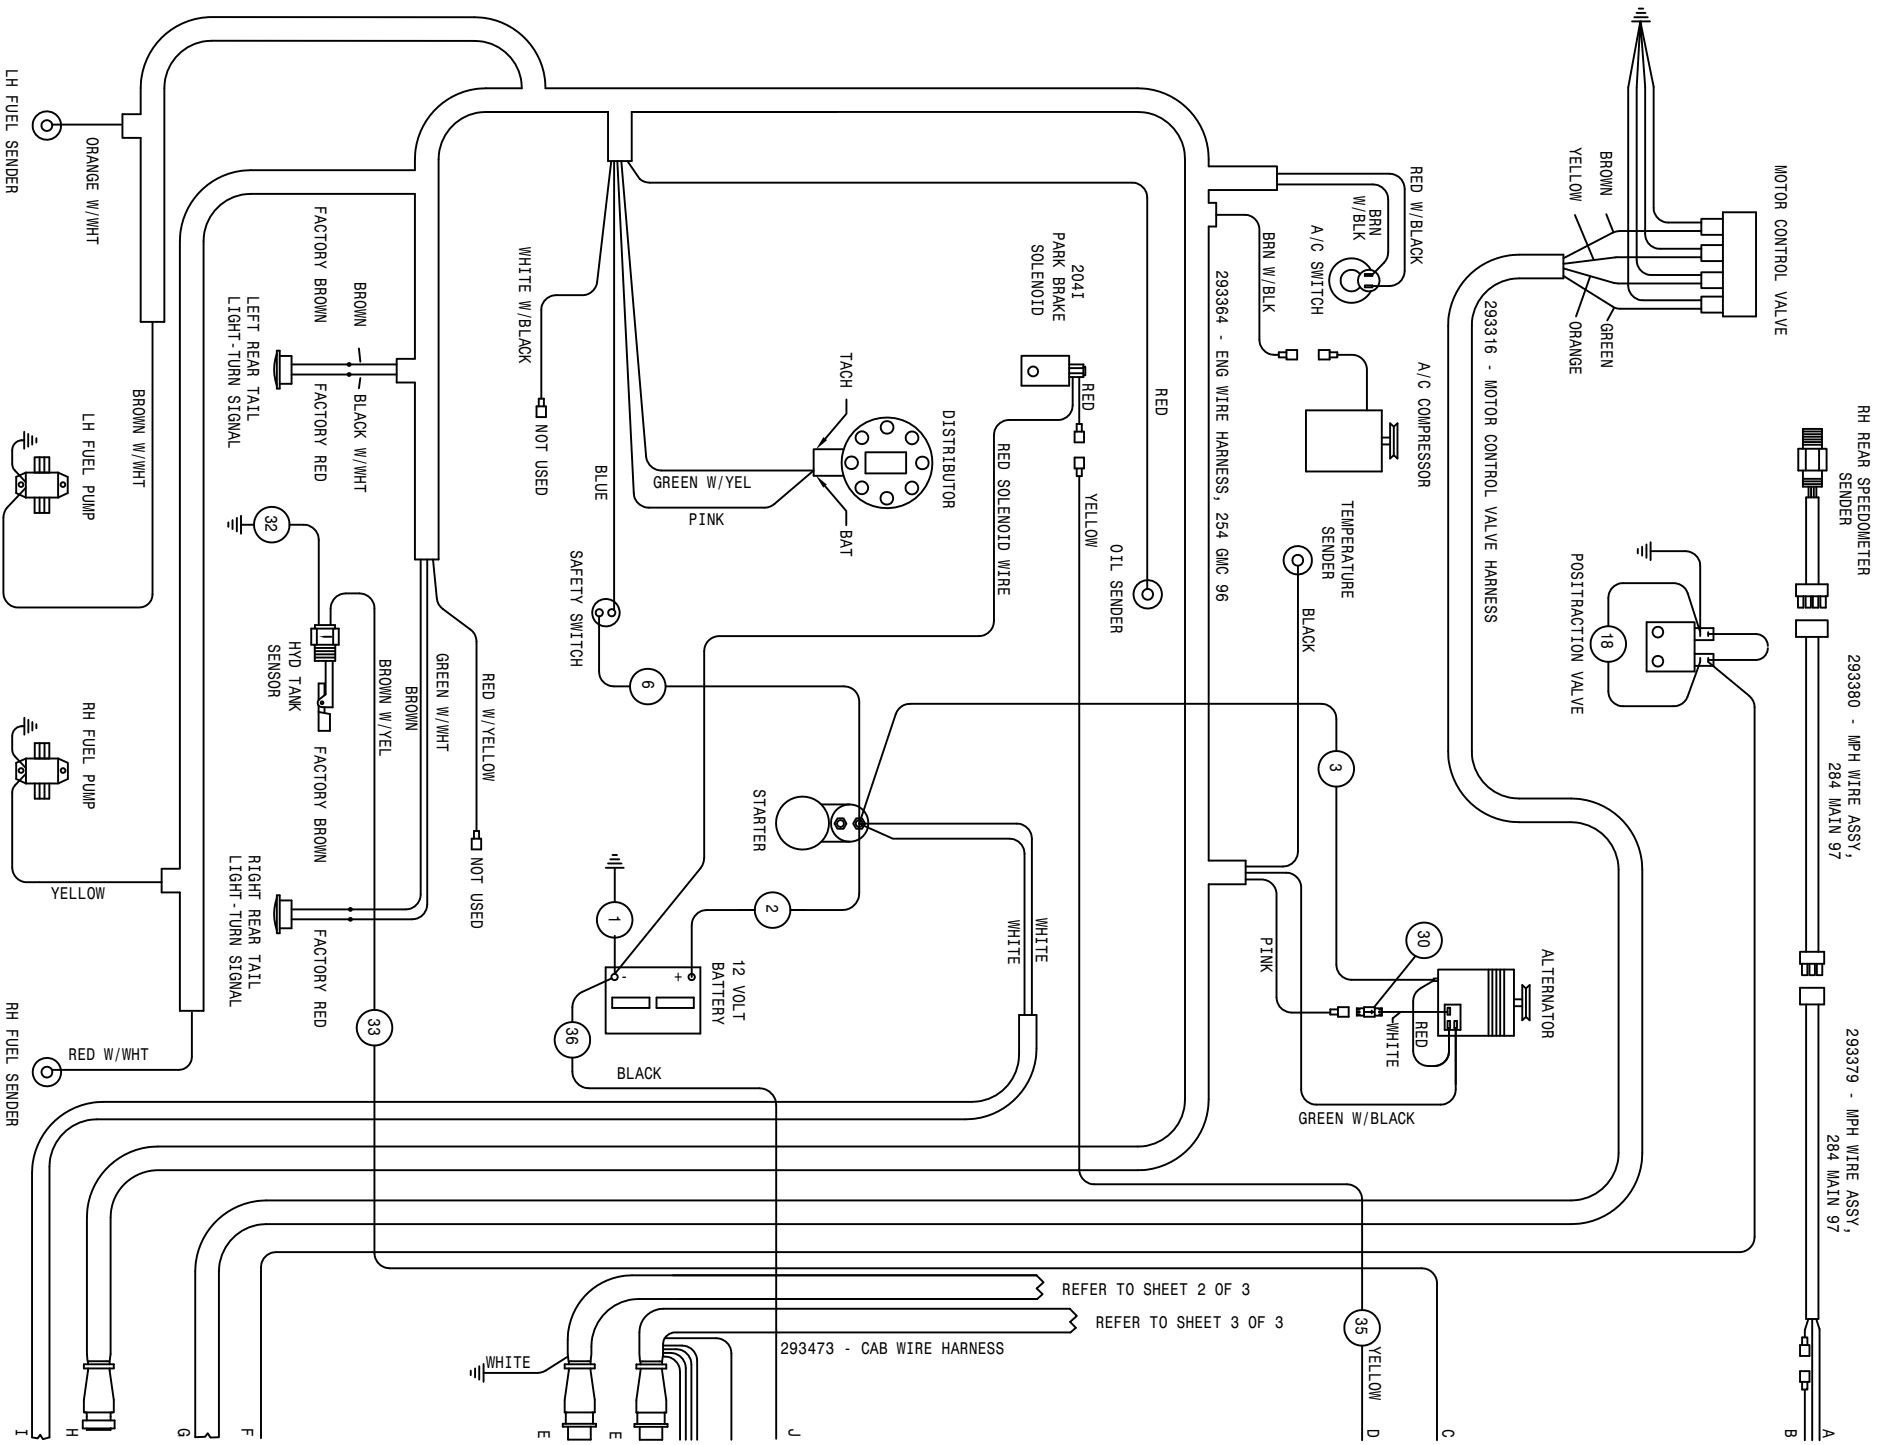 MOTOR CONTROL VALVE
BROWN
YELLOW
ORANGE
GREEN
293316 - MOTOR CONTROL VALVE HARNESS
RH REAR SPEEDOMETER
SENDER
293380 - MPH WIRE ASSY,
284 MAIN 97
293379 - MPH WIRE ASSY,
284 MAIN 97
POSITRACTION VALVE
18
RED W/BLACK
BRN
W/BLK
A/C SWITCH
BRN W/BLK
A/C COMPRESSOR
293364 - ENG WIRE HARNESS, 254 GMC 96
TEMPERATURE
SENDER
BLACK
204I
PARK BRAKE
SOLENOID
RED
RED
RED SOLENOID WIRE
YELLOW
OIL SENDER
TACH
BAT
DISTRIBUTOR
GREEN W/YEL
PINK
WHITE W/BLACK
NOT USED
BLUE
SAFETY SWITCH
6
3
STARTER
2
1
12 VOLT
BATTERY
-
+
36
BLACK
WHITE
WHITE
PINK
30
ALTERNATOR
RED
WHITE
GREEN W/BLACK
LH FUEL SENDER
ORANGE W/WHT
FACTORY BROWN
BROWN
LEFT REAR TAIL
LIGHT-TURN SIGNAL
FACTORY RED
BLACK W/WHT
BROWN W/WHT
LH FUEL PUMP
32
HYD TANK
SENSOR
BROWN W/YEL
BROWN
GREEN W/WHT
RED W/YELLOW
NOT USED
RH FUEL PUMP
YELLOW
FACTORY BROWN
RIGHT REAR TAIL
LIGHT-TURN SIGNAL
FACTORY RED
33
RH FUEL SENDER
RED W/WHT
REFER TO SHEET 2 OF 3
REFER TO SHEET 3 OF 3
293473 - CAB WIRE HARNESS
WHITE
35
YELLOW
I
H
G
F
E
E
J
D
C
B
A